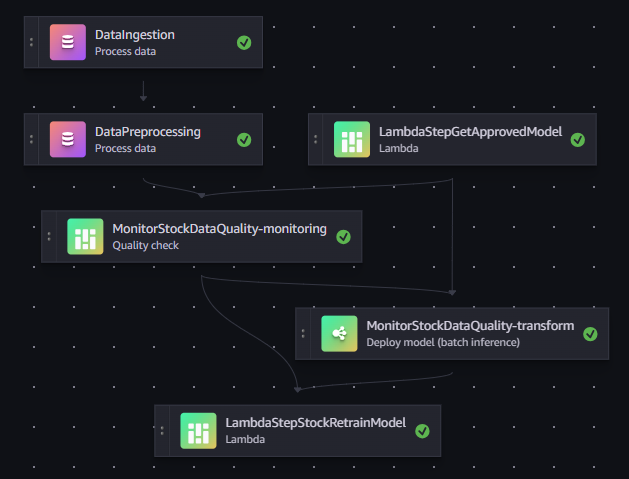 DataIngestion
Process data
DataPreprocessing
Process data
LambdaStepGetApprovedModel
Lambda
MonitorStockDataQuality-monitoring
Quality check
MonitorStockDataQuality-transform
Deploy model (batch inference)
LambdaStepStockRetrainModel
Lambda